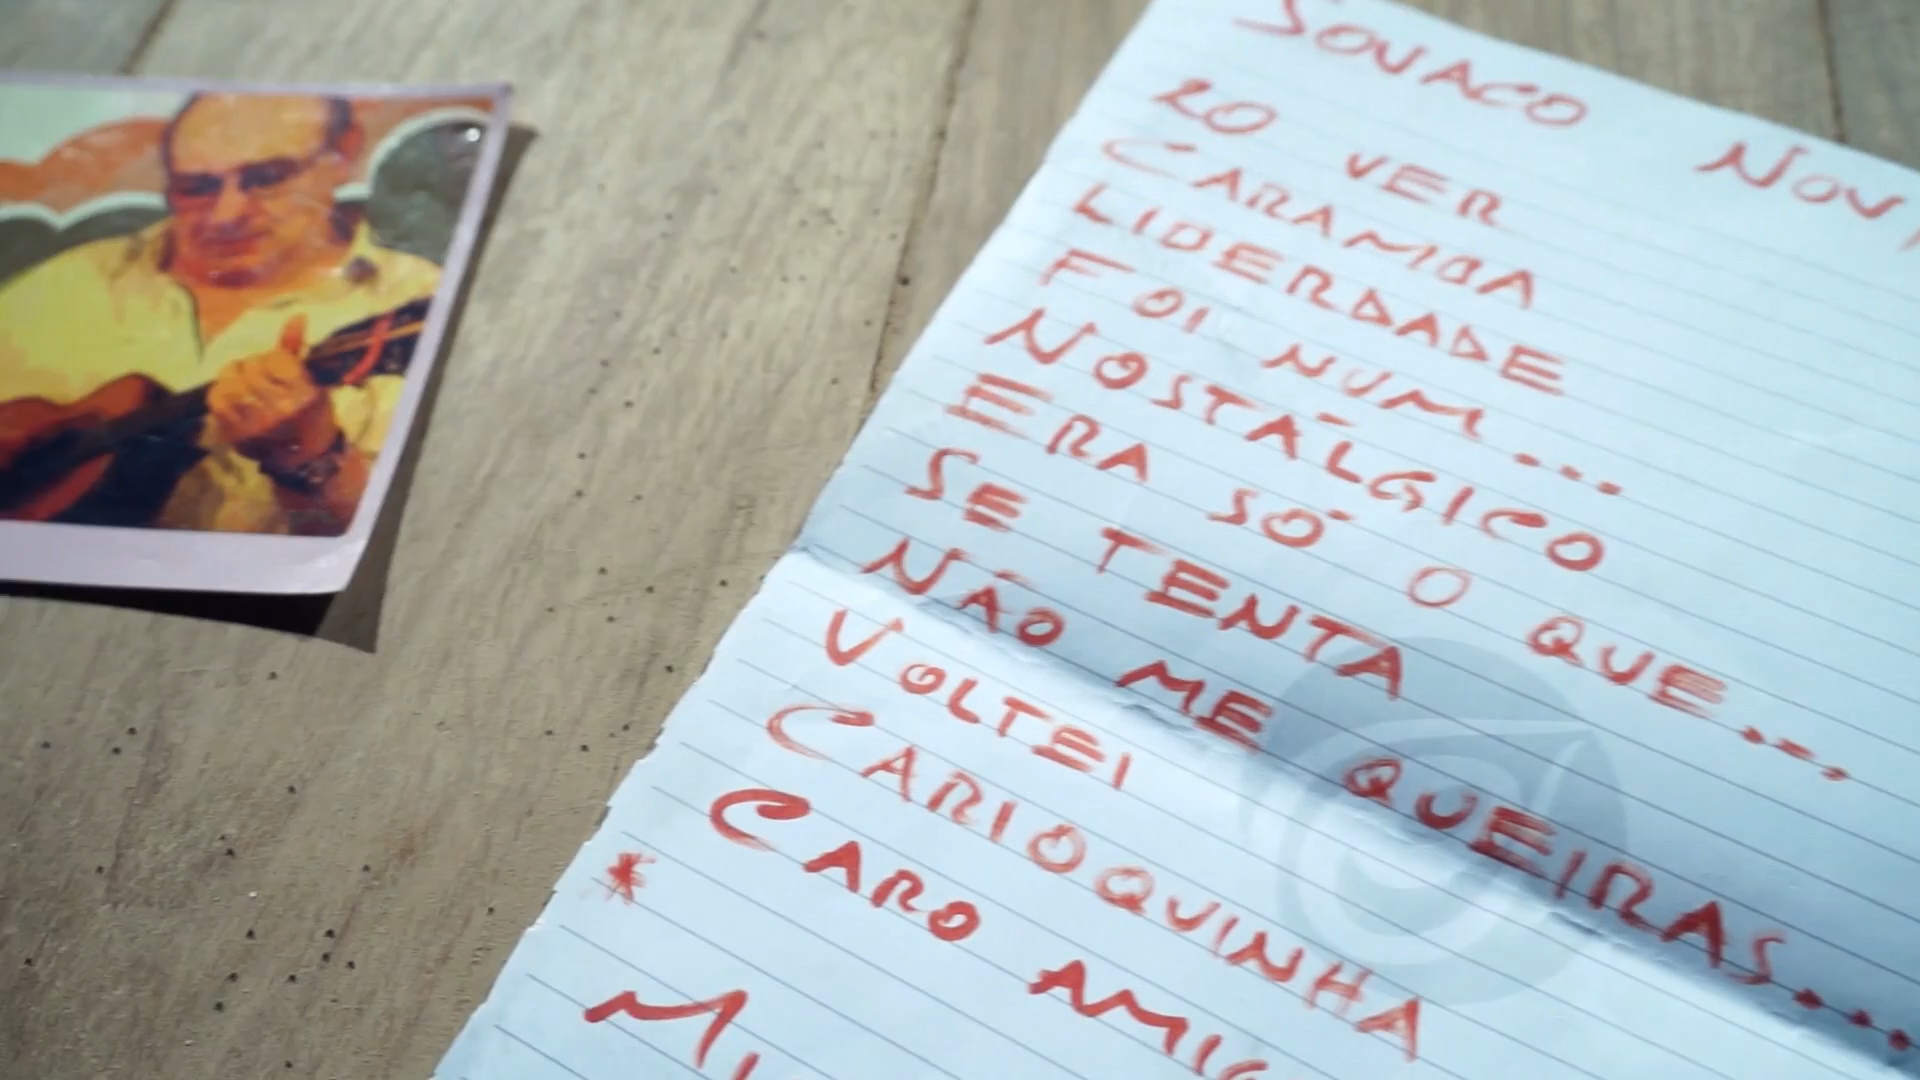 SOVACO NOV
20 VER
CARAMBA
LIBERDADE
FOI NUM...
NOSTÁLGICO
ERA SÓ O QUE...
SE TENTA
NÃO ME QUEIRAS....
VOLTEI
CARIOQUINHA
CARO AMIG
* MI